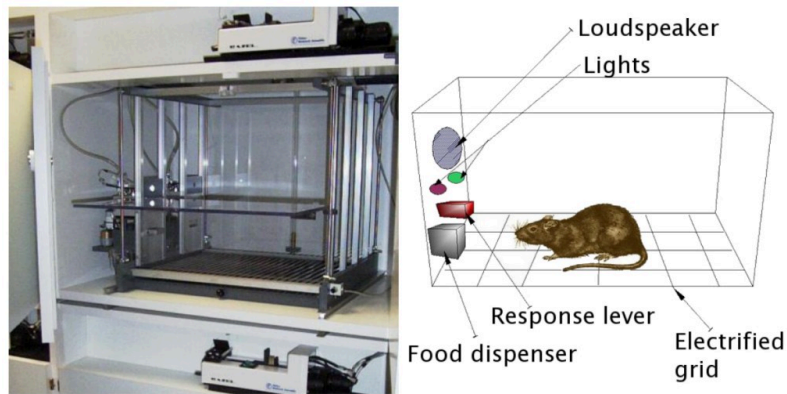 Loudspeaker
Lights
Response lever
Food dispenser
Electrified
grid